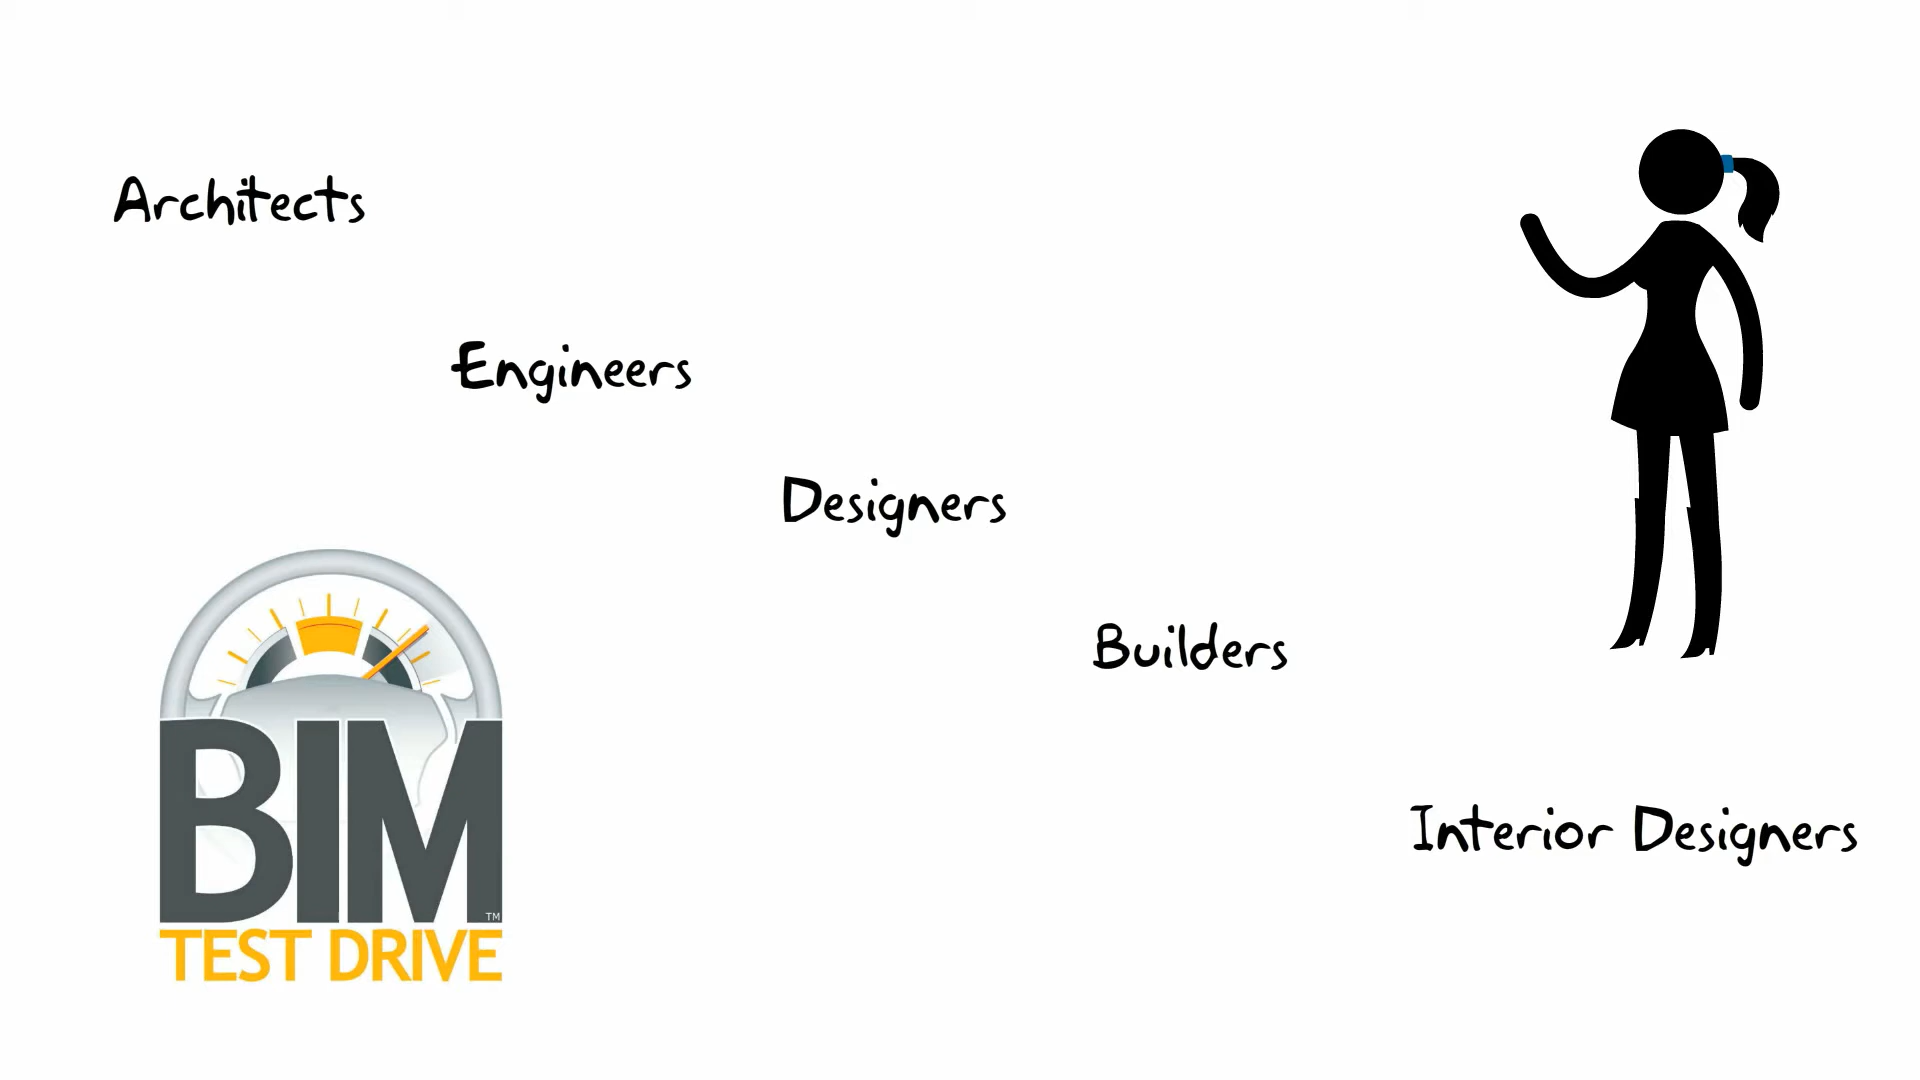 Architects
Engineers
Designers
Builders
Interior Designers
BIM
TM
TEST DRIVE